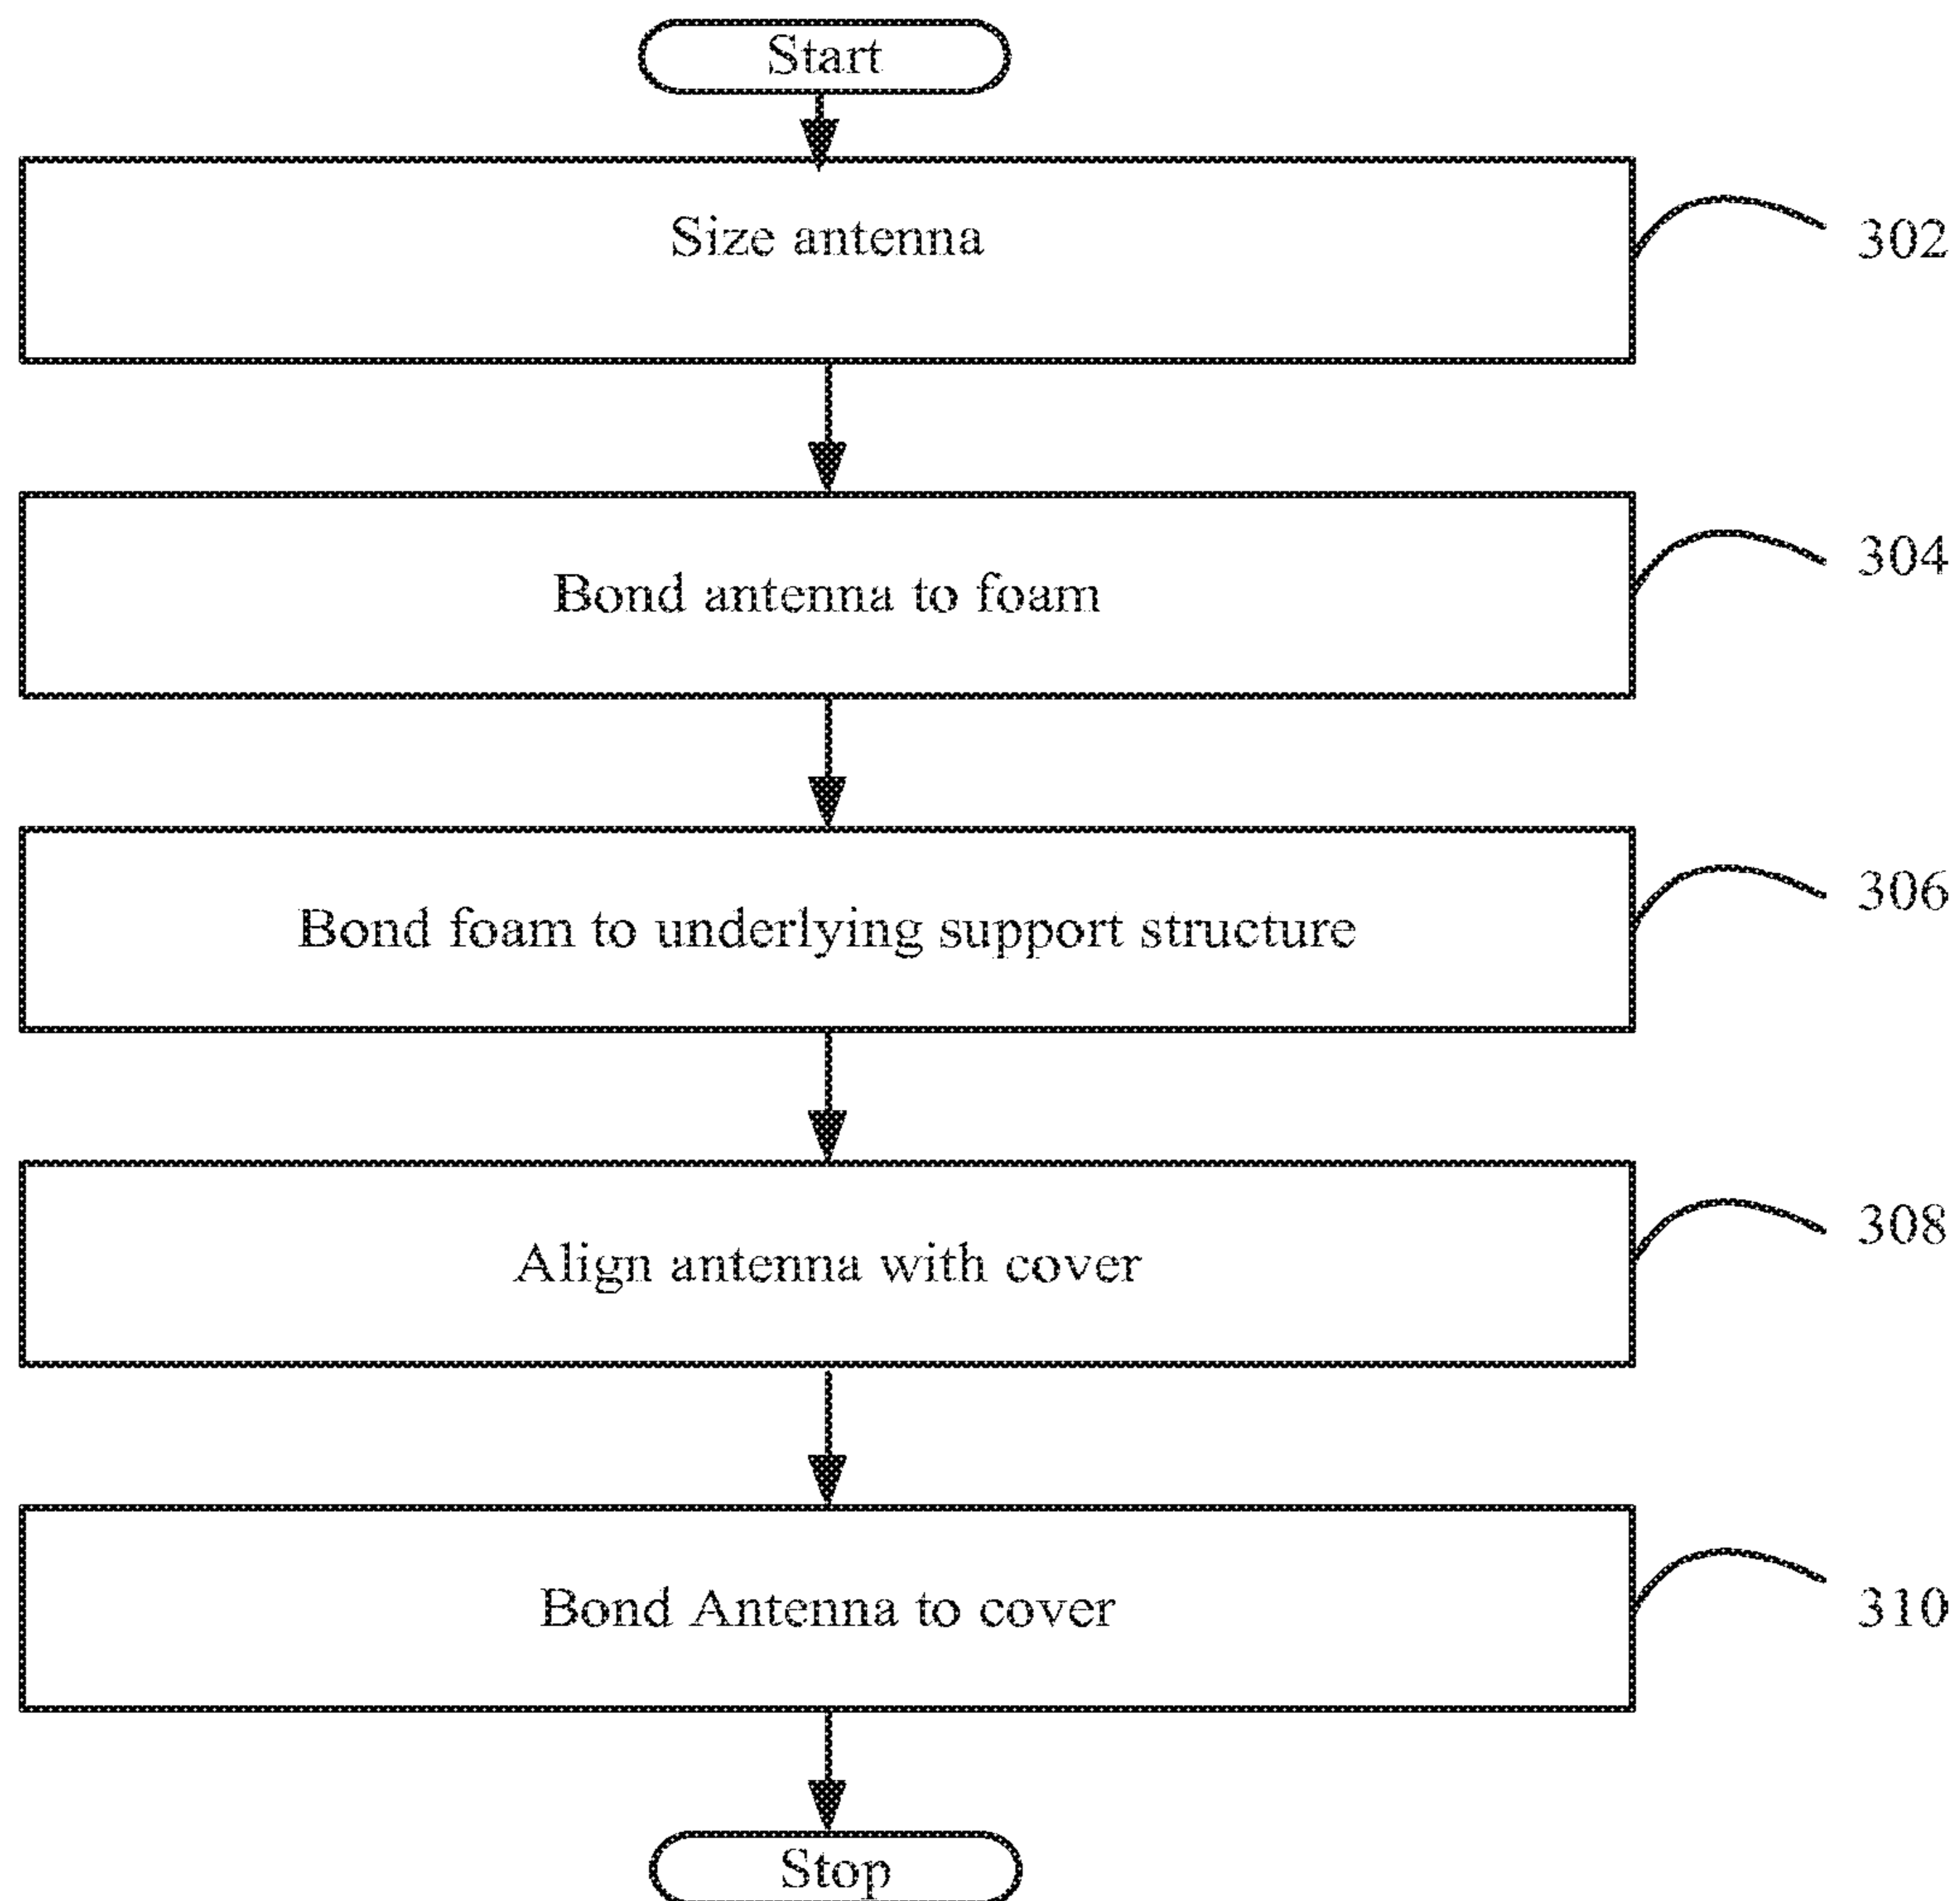 Start
Size antenna
302
Bond antenna to foam
304
Bond foam to underlying support structure
306
Align antenna with cover
308
Bond Antenna to cover
310
Stop